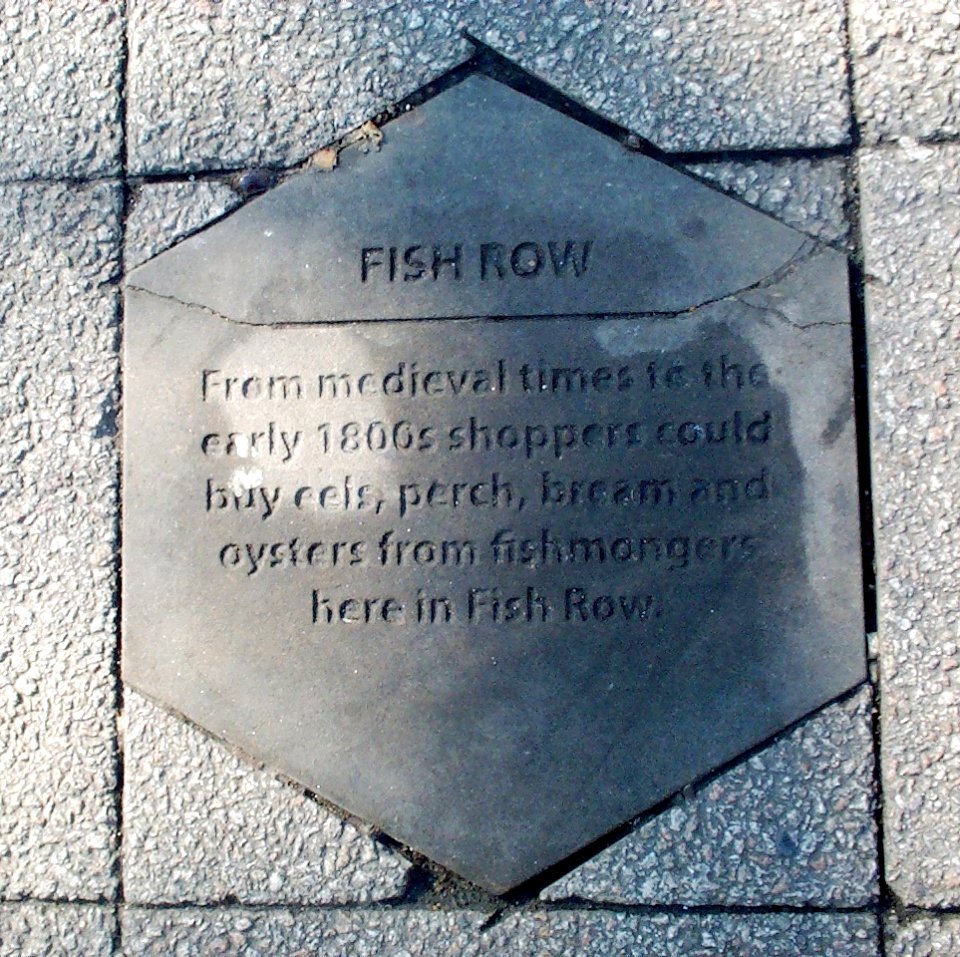 FISH ROW
From medieval times to the
early 1800s shoppers could
buy eels, perch, bream and
oysters from fishmongers
here in Fish Row.